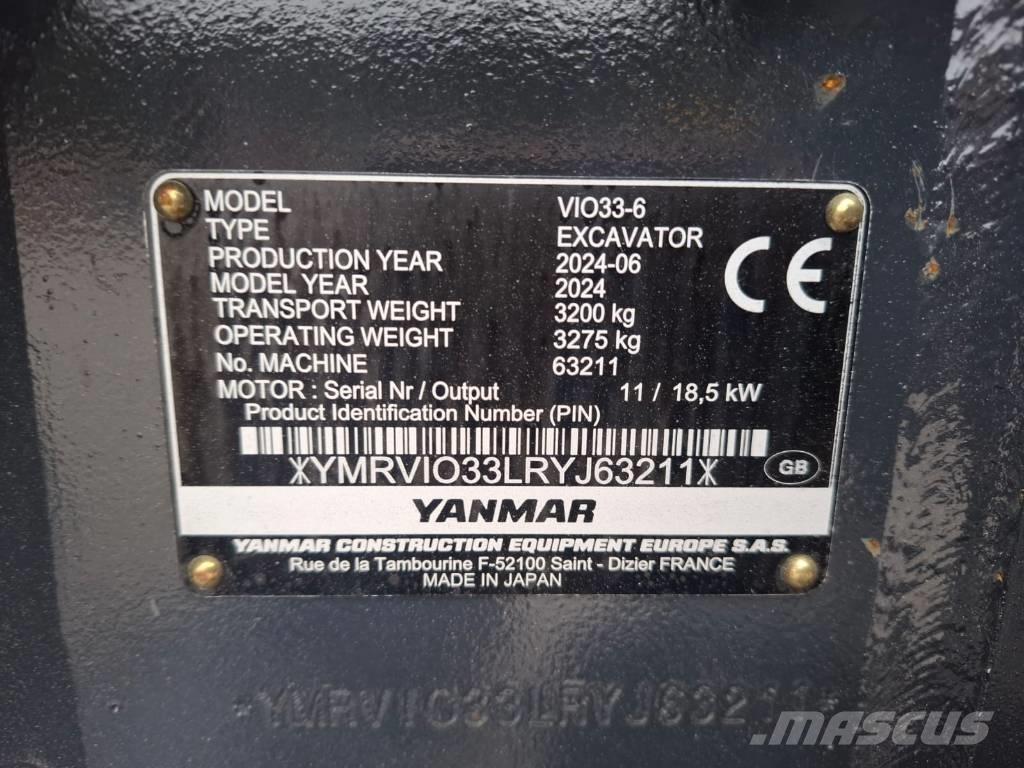 MODEL VIO33-6
TYPE EXCAVATOR
PRODUCTION YEAR 2024-06
MODEL YEAR 2024
TRANSPORT WEIGHT 3200 kg
OPERATING WEIGHT 3275 kg
No. MACHINE 63211
MOTOR : Serial Nr / Output 11 / 18,5 kW
Product Identification Number (PIN)
*YMRVIO33LRYJ63211*
GB
CE
YANMAR
YANMAR CONSTRUCTION EQUIPMENT EUROPE S.A.S.
Rue de la Tambourine F-52100 Saint - Dizier FRANCE
MADE IN JAPAN
*YMRVIO33LRYJ63211*
MASCUS